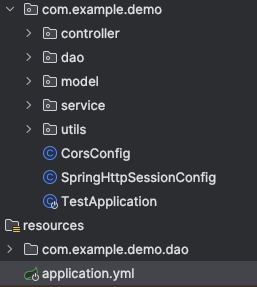 com.example.demo
controller
dao
model
service
utils
CorsConfig
SpringHttpSessionConfig
TestApplication
resources
com.example.demo.dao
application.yml